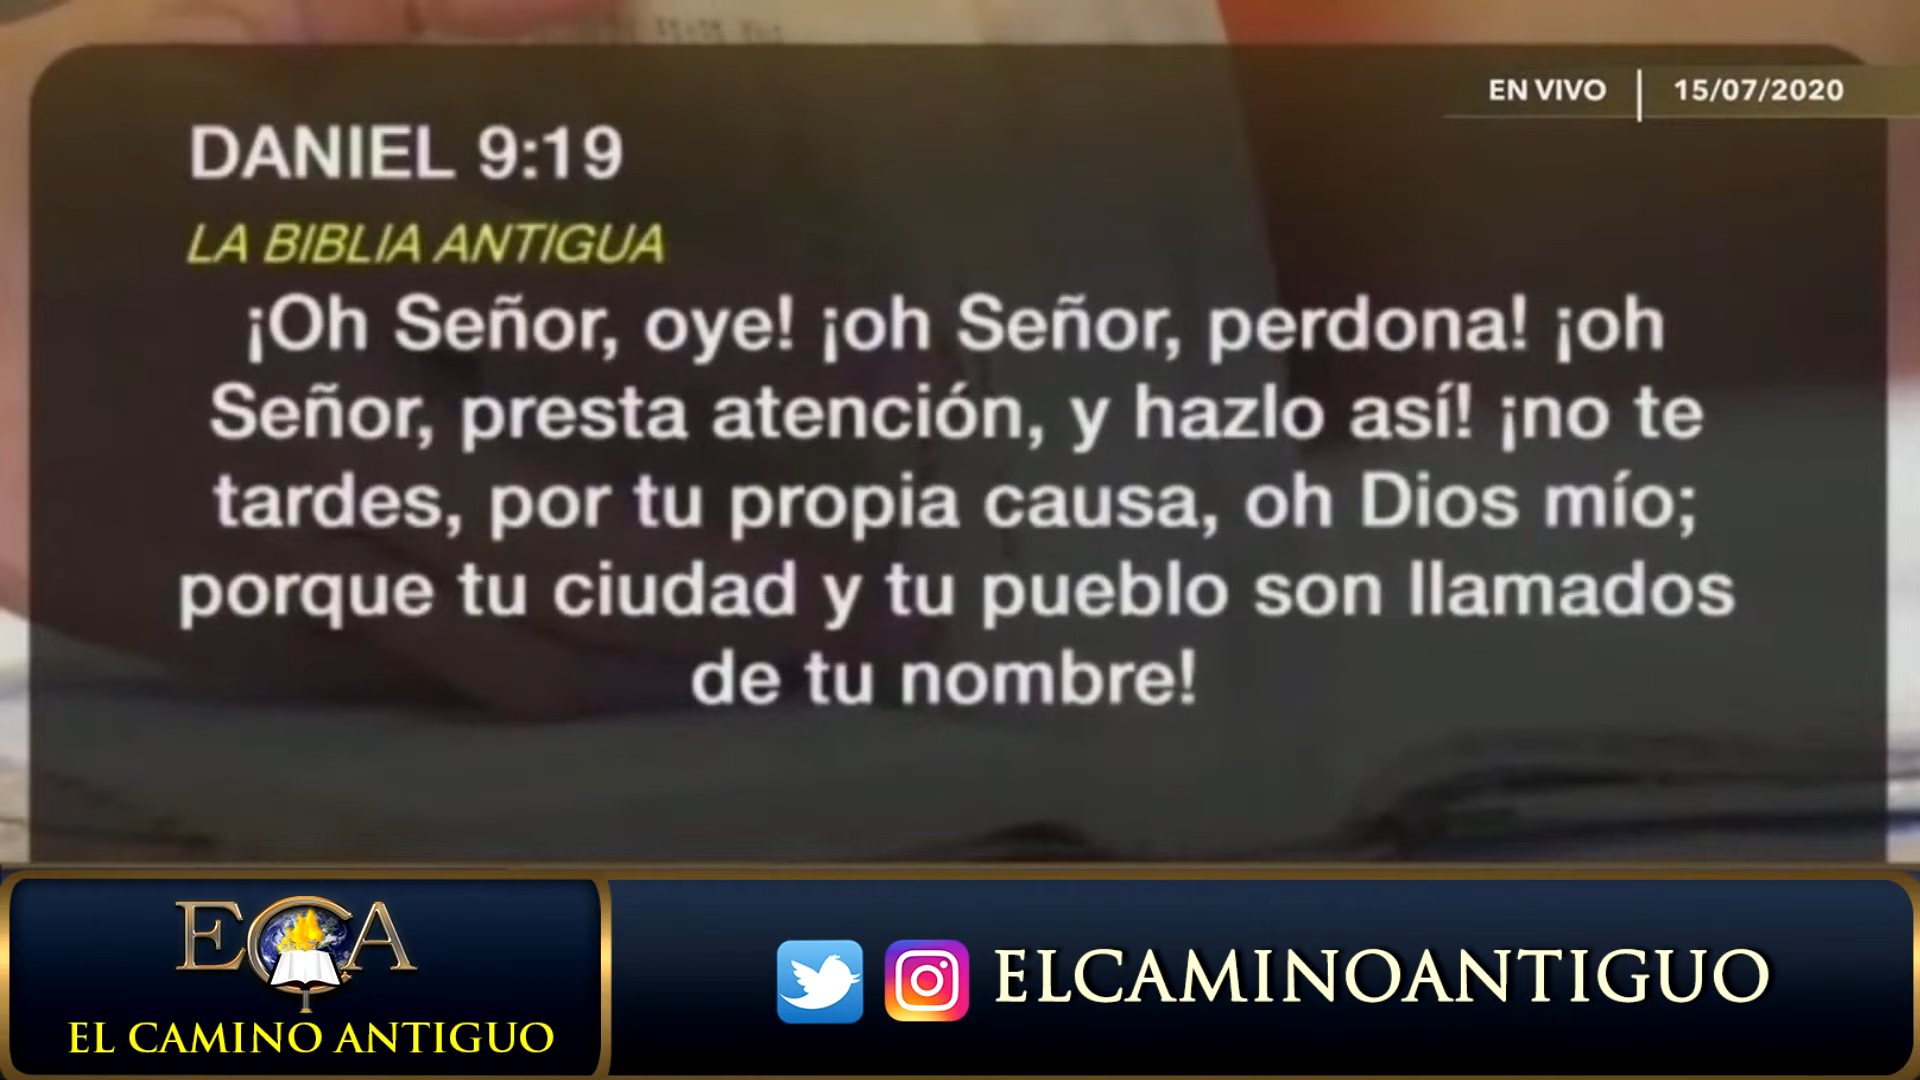 EN VIVO | 15/07/2020
DANIEL 9:19
LA BIBLIA ANTIGUA
¡Oh Señor, oye! ¡oh Señor, perdona! ¡oh
Señor, presta atención, y hazlo así! ¡no te
tardes, por tu propia causa, oh Dios mío;
porque tu ciudad y tu pueblo son llamados
de tu nombre!
ECA
EL CAMINO ANTIGUO
ELCAMINOANTIGUO